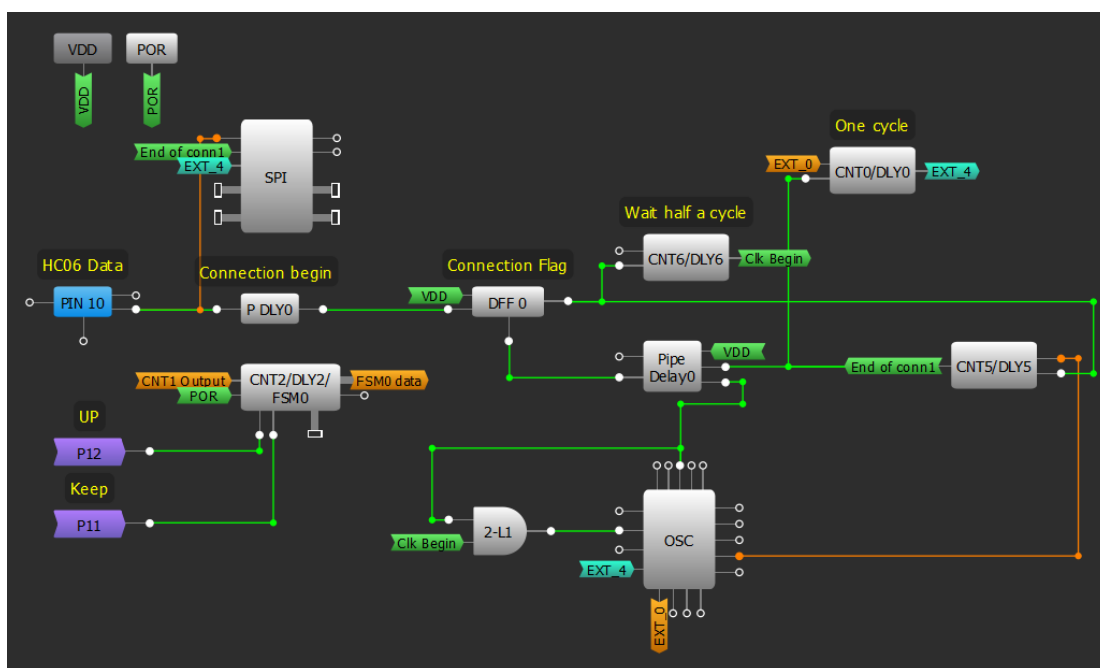 VDD
POR
VDD
POR
One cycle
End of conn1
EXT_4
SPI
EXT_0
CNT0/DLY0
EXT_4
Wait half a cycle
HC06 Data
Connection begin
Connection Flag
CNT6/DLY6
Clk Begin
PIN 10
P DLY0
VDD
DFF 0
Pipe
Delay0
VDD
End of conn1
CNT5/DLY5
CNT1 Output
POR
CNT2/DLY2/
FSM0
FSM0 data
UP
P12
Keep
P11
2-L1
Clk Begin
OSC
EXT_4
EXT_0